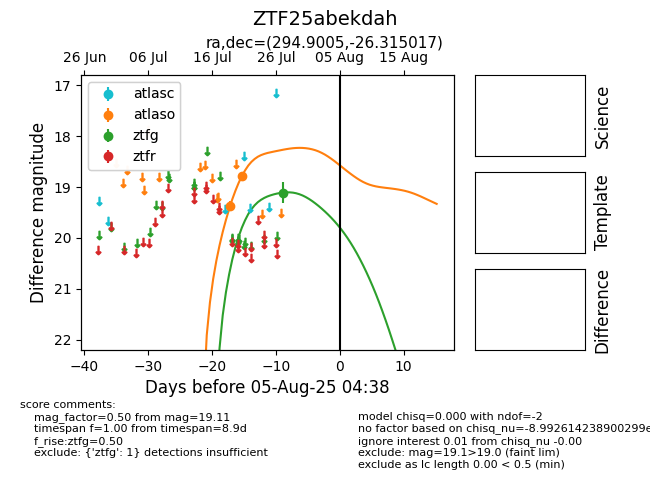 ZTF25abekdah
ra,dec=(294.9005,-26.315017)
26 Jun 06 Jul 16 Jul 26 Jul 05 Aug 15 Aug
17
18
19
20
21
22
Difference magnitude
atlasc
atlaso
ztfg
ztfr
−40 −30 −20 −10 0 10
Days before 05-Aug-25 04:38
Science
Template
Difference
score comments:
mag_factor=0.50 from mag=19.11
timespan f=1.00 from timespan=8.9d
f_rise:ztfg=0.50
exclude: {'ztfg': 1} detections insufficient
model chisq=0.000 with ndof=-2
no factor based on chisq_nu=-8.992614238900299e
ignore interest 0.01 from chisq_nu -0.00
exclude: mag=19.1>19.0 (faint lim)
exclude as lc length 0.00 < 0.5 (min)